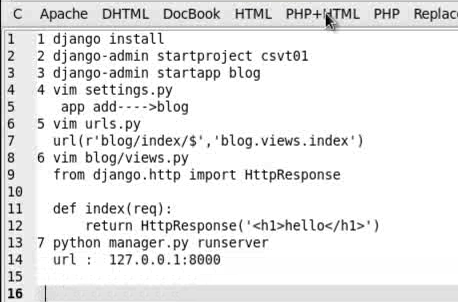 C Apache DHTML DocBook HTML PHP+HTML PHP Replac
1 1 django install
2 2 django-admin startproject csvt01
3 3 django-admin startapp blog
4 4 vim settings.py
5 app add---->blog
6 5 vim urls.py
7 url(r'blog/index/$','blog.views.index')
8 6 vim blog/views.py
9 from django.http import HttpResponse
10
11 def index(req):
12 return HttpResponse('<h1>hello</h1>')
13 7 python manager.py runserver
14 url : 127.0.0.1:8000
15
16